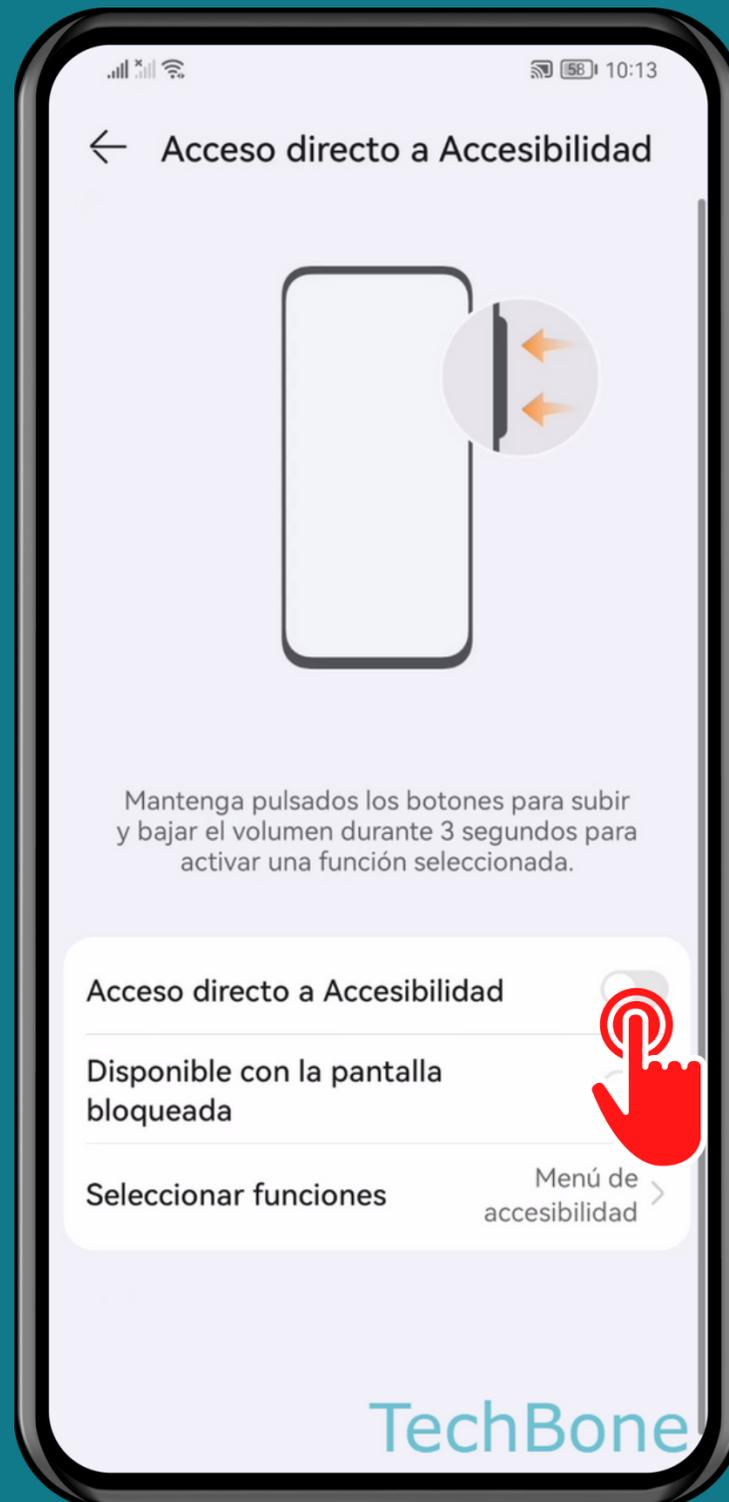 58 10:13
Acceso directo a Accesibilidad
Mantenga pulsados los botones para subir
y bajar el volumen durante 3 segundos para
activar una función seleccionada.
Acceso directo a Accesibilidad
Disponible con la pantalla
bloqueada
Seleccionar funciones
Menú de
accesibilidad
TechBone